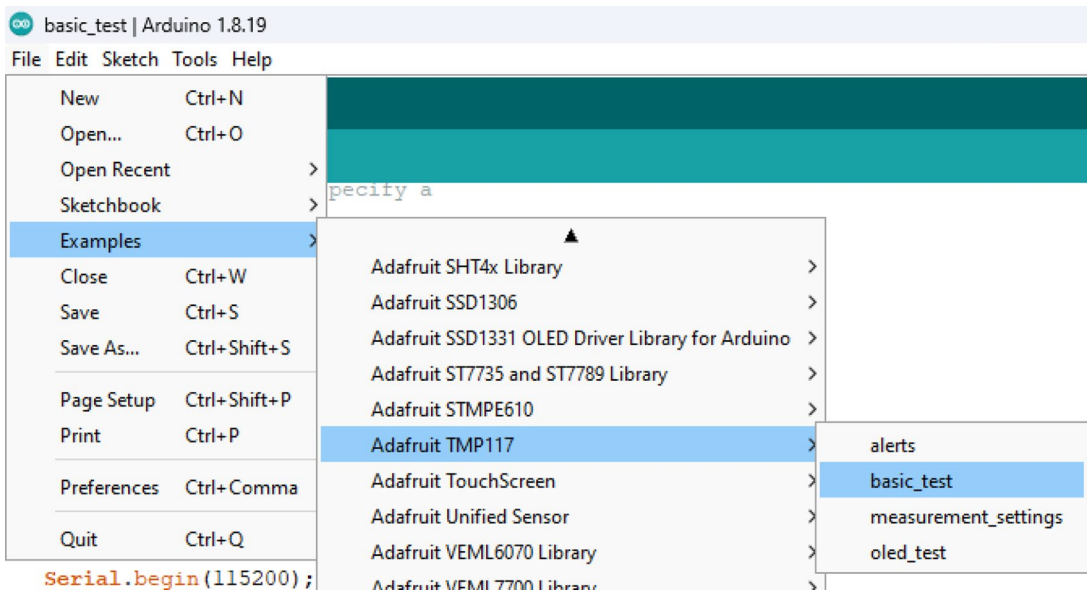 basic_test | Arduino 1.8.19
File Edit Sketch Tools Help
New Ctrl+N
Open... Ctrl+O
Open Recent
pecify a
Sketchbook
Examples
Close Ctrl+W
Save Ctrl+S
Save As... Ctrl+Shift+S
Page Setup Ctrl+Shift+P
Print Ctrl+P
Preferences Ctrl+Comma
Quit Ctrl+Q
Adafruit SHT4x Library
Adafruit SSD1306
Adafruit SSD1331 OLED Driver Library for Arduino
Adafruit ST7735 and ST7789 Library
Adafruit STMPE610
Adafruit TMP117
Adafruit TouchScreen
Adafruit Unified Sensor
Adafruit VEML6070 Library
Adafruit VEML7700 Library
alerts
basic_test
measurement_settings
oled_test
Serial.begin(115200);